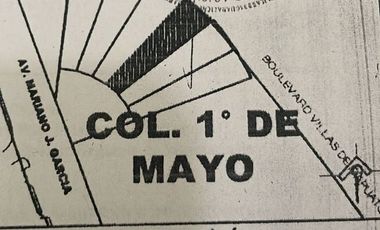 AV. MARIANO J. GARCIA
COL. 1° DE
MAYO
BOULEVARD VILLAS DE